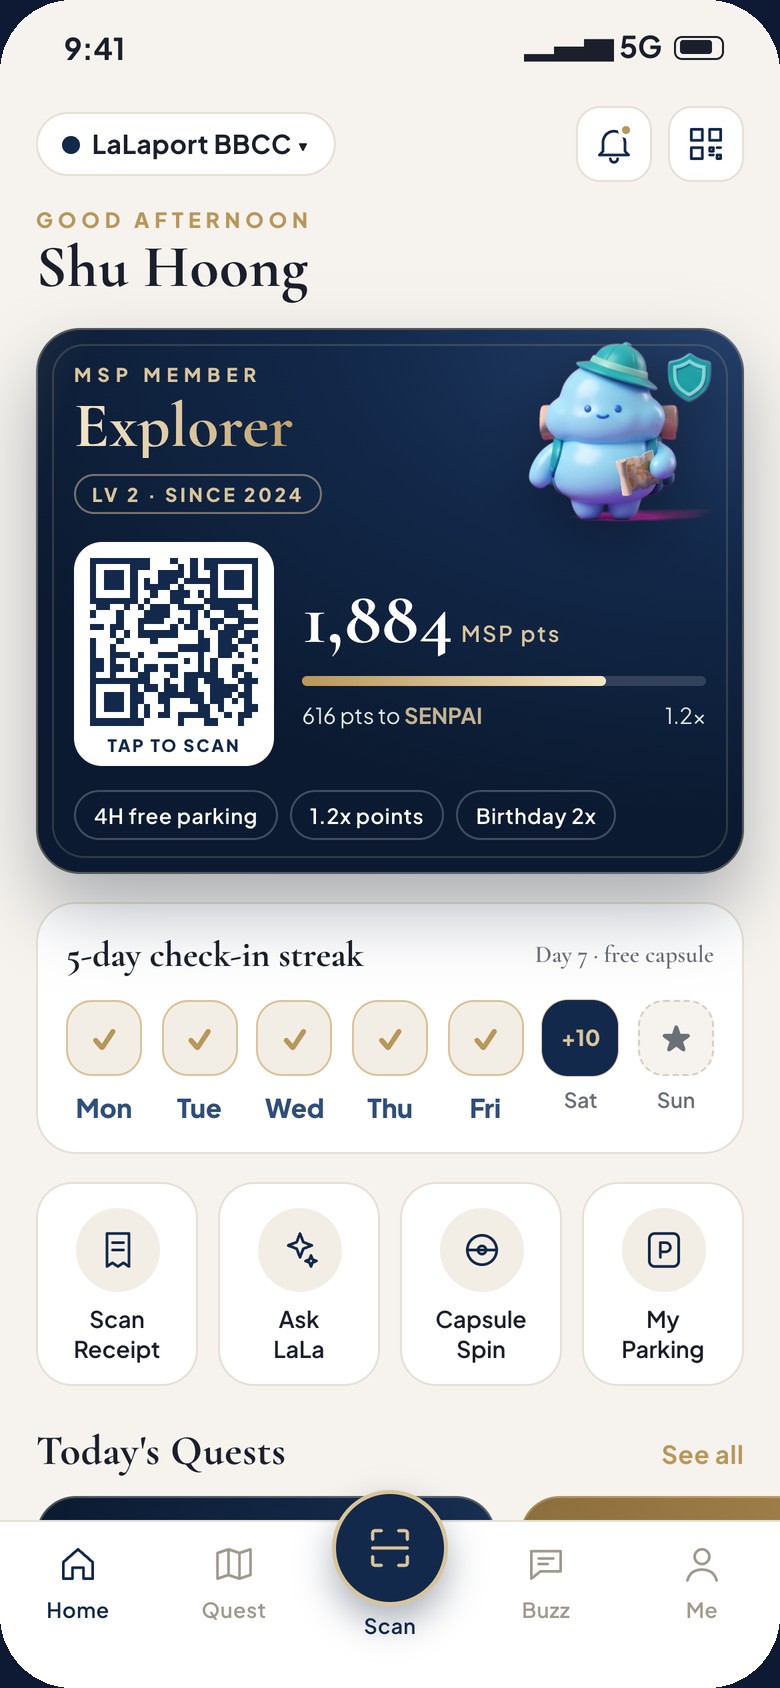 9:41
5G
LaLaport BBCC ▾
GOOD AFTERNOON
Shu Hoong
MSP MEMBER
Explorer
LV 2 · SINCE 2024
TAP TO SCAN
1,884 MSP pts
616 pts to SENPAI
1.2×
4H free parking
1.2x points
Birthday 2x
5-day check-in streak
Day 7 · free capsule
+10
Mon Tue Wed Thu Fri Sat Sun
P
Scan
Receipt
Ask
LaLa
Capsule
Spin
My
Parking
Today's Quests
See all
Home
Quest
Scan
Buzz
Me